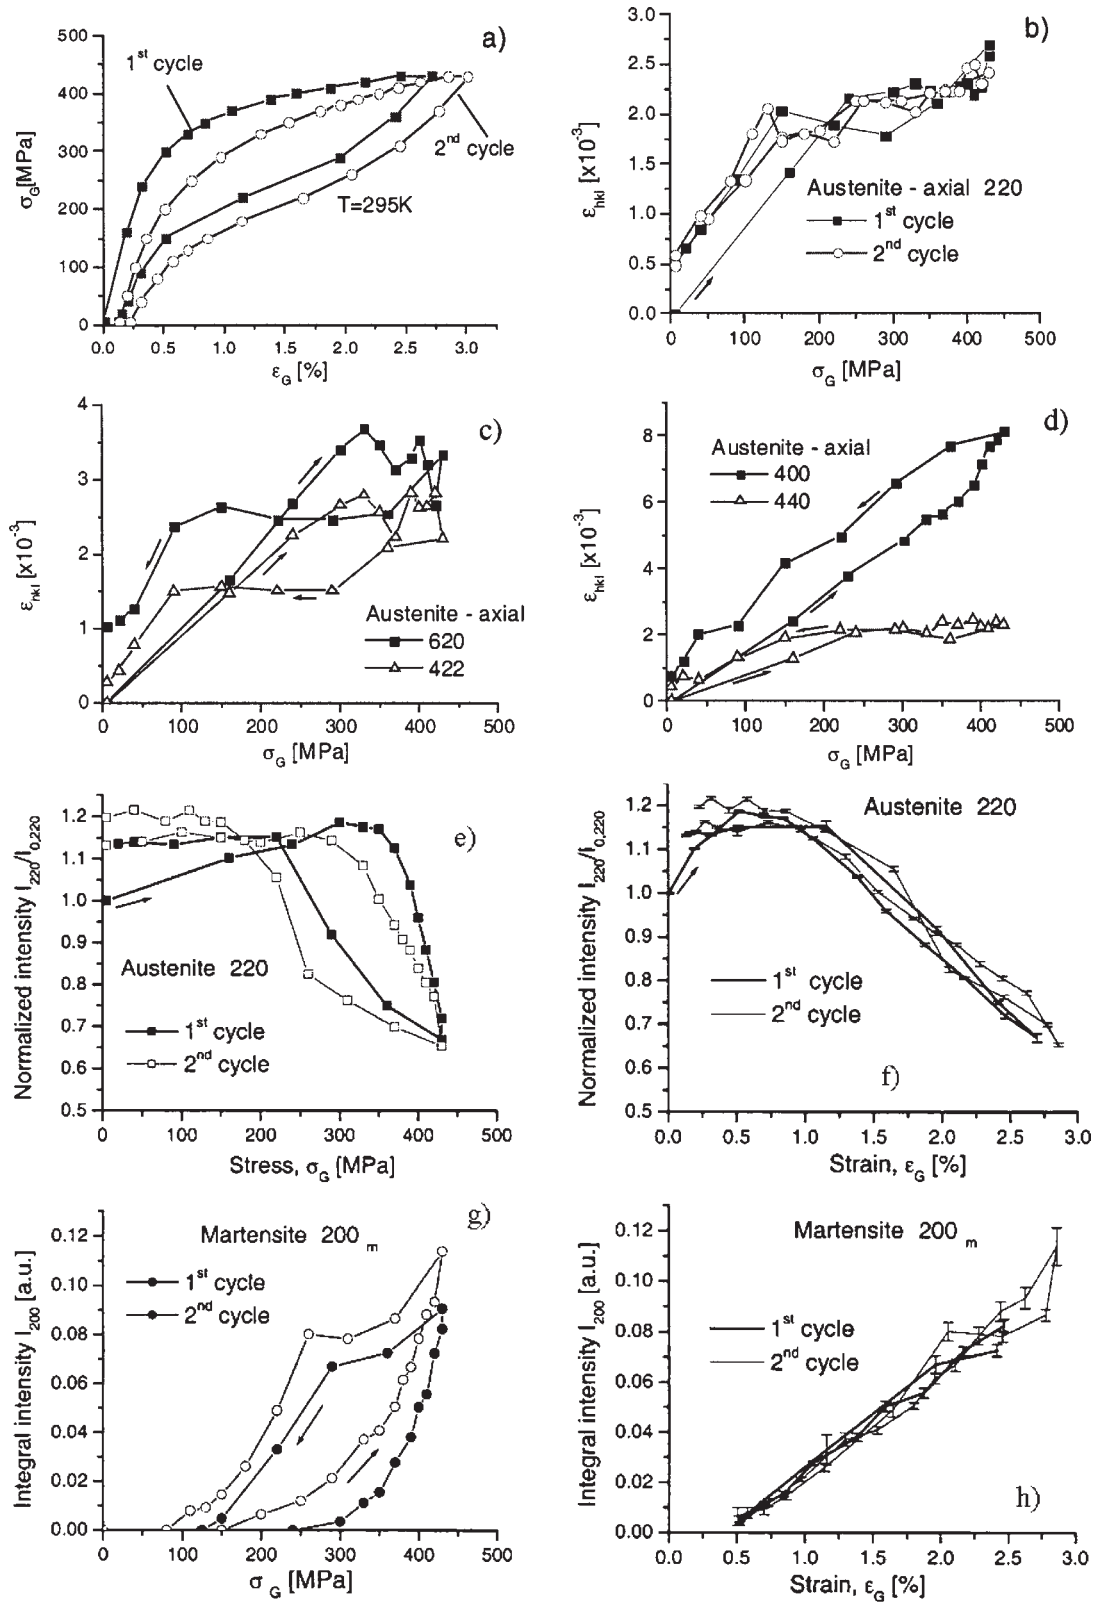 a)
500
400
300
200
100
0
σG[MPa]
1st cycle
2nd cycle
T=295K
0.0 0.5 1.0 1.5 2.0 2.5 3.0
εG [%]
b)
3.0
2.5
2.0
1.5
1.0
0.5
0.0
εhkl [x10-3]
Austenite - axial 220
1st cycle
2nd cycle
0 100 200 300 400 500
σG [MPa]
c)
4
3
2
1
0
εhkl [x10-3]
Austenite - axial
620
422
0 100 200 300 400 500
σG [MPa]
d)
8
6
4
2
0
εhkl [x10-3]
Austenite - axial
400
440
0 100 200 300 400 500
σG [MPa]
e)
1.2
1.1
1.0
0.9
0.8
0.7
0.6
0.5
Normalized intensity I220/I0,220
Austenite 220
1st cycle
2nd cycle
0 100 200 300 400 500
Stress, σG [MPa]
f)
1.2
1.1
1.0
0.9
0.8
0.7
0.6
0.5
Normalized intensity I220/I0,220
Austenite 220
1st cycle
2nd cycle
0.0 0.5 1.0 1.5 2.0 2.5 3.0
Strain, εG [%]
g)
0.12
0.10
0.08
0.06
0.04
0.02
0.00
Integral intensity I200 [a.u.]
Martensite 200 m
1st cycle
2nd cycle
0 100 200 300 400 500
σG [MPa]
h)
0.12
0.10
0.08
0.06
0.04
0.02
0.00
Integral intensity I200 [a.u.]
Martensite 200 m
1st cycle
2nd cycle
0.0 0.5 1.0 1.5 2.0 2.5 3.0
Strain, εG [%]